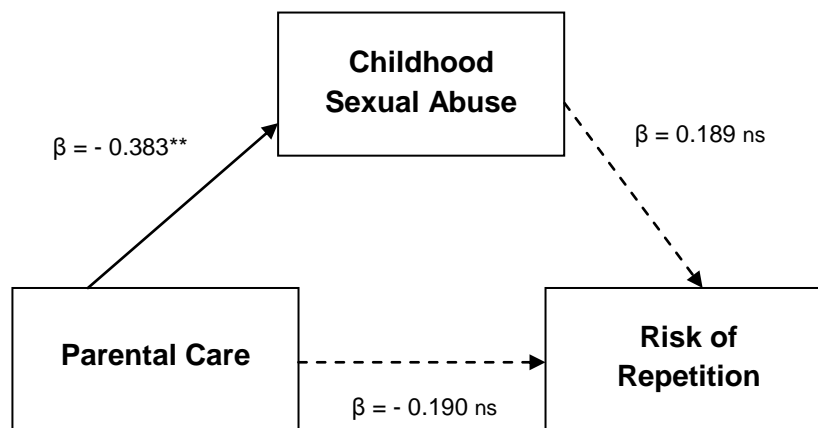 Childhood
Sexual Abuse
β = - 0.383**
β = 0.189 ns
Parental Care
Risk of
Repetition
β = - 0.190 ns